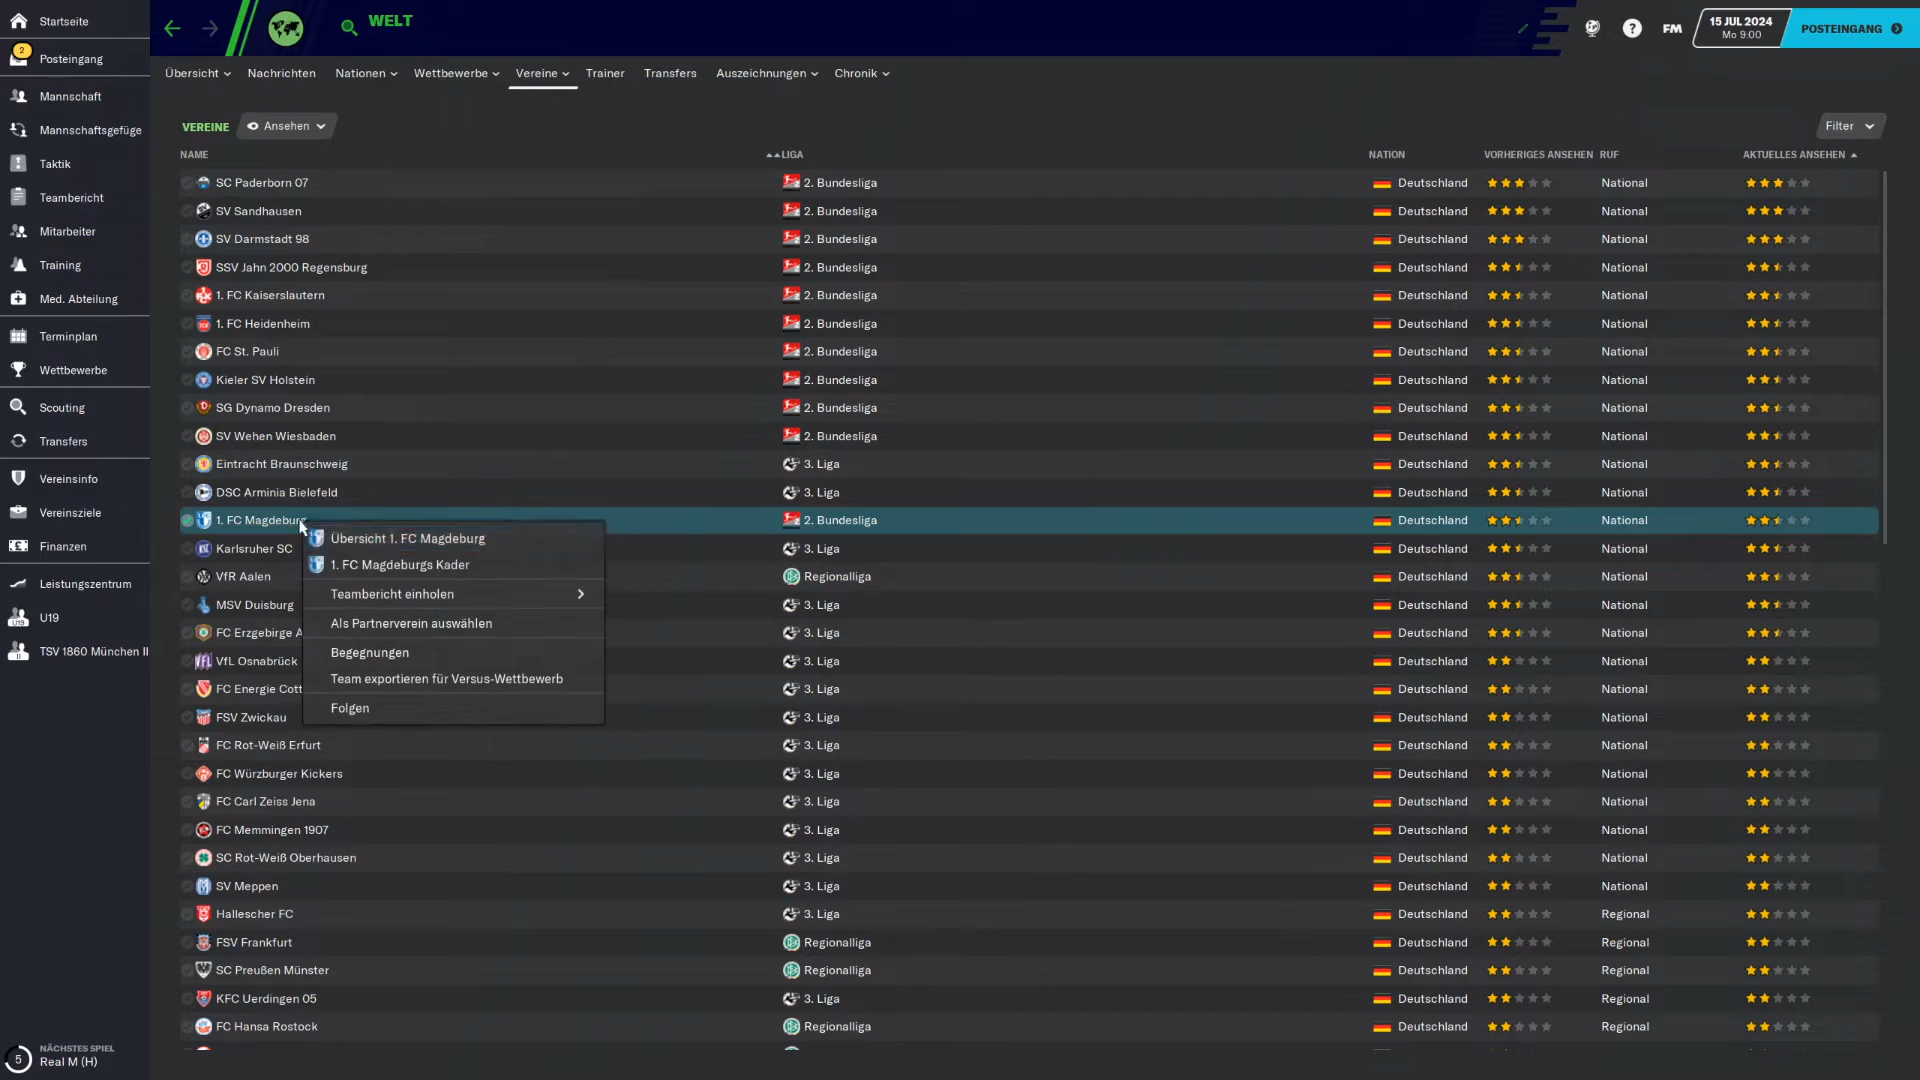 Startseite
2
Posteingang
Mannschaft
Mannschaftsgefüge
Taktik
Teambericht
Mitarbeiter
Training
Med. Abteilung
Terminplan
Wettbewerbe
Scouting
Transfers
Vereinsinfo
Vereinsziele
Finanzen
Leistungszentrum
U19
TSV 1860 München II
5 NÄCHSTES SPIEL
Real M (H)
WELT
FM
15 JUL 2024
Mo 9:00
POSTEINGANG
Übersicht Nachrichten Nationen Wettbewerbe Vereine Trainer Transfers Auszeichnungen Chronik
VEREINE Ansehen Filter
NAME LIGA NATION VORHERIGES ANSEHEN RUF AKTUELLES ANSEHEN
SC Paderborn 07 2. Bundesliga Deutschland National
SV Sandhausen 2. Bundesliga Deutschland National
SV Darmstadt 98 2. Bundesliga Deutschland National
SSV Jahn 2000 Regensburg 2. Bundesliga Deutschland National
1. FC Kaiserslautern 2. Bundesliga Deutschland National
1. FC Heidenheim 2. Bundesliga Deutschland National
FC St. Pauli 2. Bundesliga Deutschland National
Kieler SV Holstein 2. Bundesliga Deutschland National
SG Dynamo Dresden 2. Bundesliga Deutschland National
SV Wehen Wiesbaden 2. Bundesliga Deutschland National
Eintracht Braunschweig 3. Liga Deutschland National
DSC Arminia Bielefeld 3. Liga Deutschland National
1. FC Magdeburg 2. Bundesliga Deutschland National
Karlsruher SC 3. Liga Deutschland National
VfR Aalen Regionalliga Deutschland National
MSV Duisburg 3. Liga Deutschland National
FC Erzgebirge A 3. Liga Deutschland National
VfL Osnabrück 3. Liga Deutschland National
FC Energie Cott 3. Liga Deutschland National
FSV Zwickau 3. Liga Deutschland National
FC Rot-Weiß Erfurt 3. Liga Deutschland National
FC Würzburger Kickers 3. Liga Deutschland National
FC Carl Zeiss Jena 3. Liga Deutschland National
FC Memmingen 1907 3. Liga Deutschland National
SC Rot-Weiß Oberhausen 3. Liga Deutschland National
SV Meppen 3. Liga Deutschland National
Hallescher FC 3. Liga Deutschland Regional
FSV Frankfurt Regionalliga Deutschland Regional
SC Preußen Münster Regionalliga Deutschland Regional
KFC Uerdingen 05 3. Liga Deutschland Regional
FC Hansa Rostock Regionalliga Deutschland Regional
Übersicht 1. FC Magdeburg
1. FC Magdeburgs Kader
Teambericht einholen
Als Partnerverein auswählen
Begegnungen
Team exportieren für Versus-Wettbewerb
Folgen